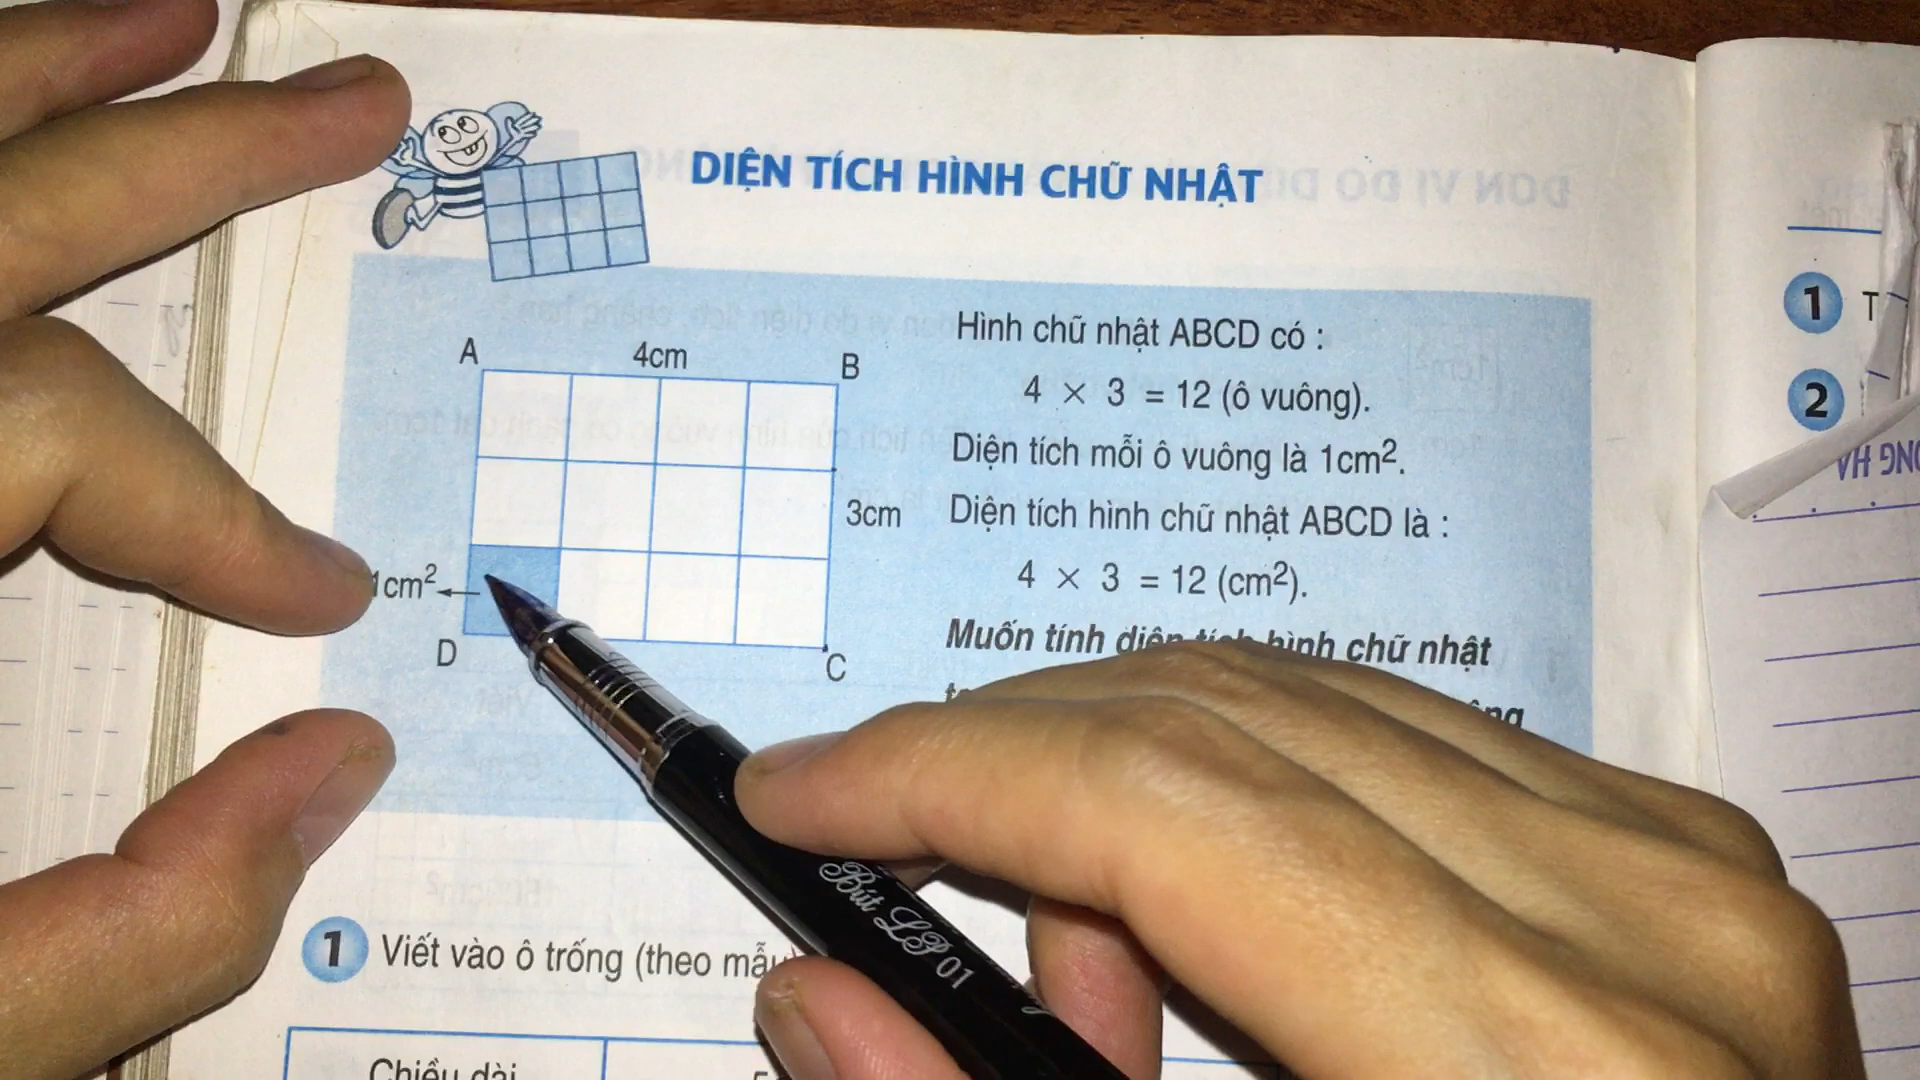 DIỆN TÍCH HÌNH CHỮ NHẬT
A
4cm
B
3cm
1cm²
D
C
Hình chữ nhật ABCD có :
4 × 3 = 12 (ô vuông).
Diện tích mỗi ô vuông là 1cm².
Diện tích hình chữ nhật ABCD là :
4 × 3 = 12 (cm²).
Muốn tính diện tích hình chữ nhật
1 Viết vào ô trống (theo mẫu)
Chiều dài
Bút LP 01
1 T
2